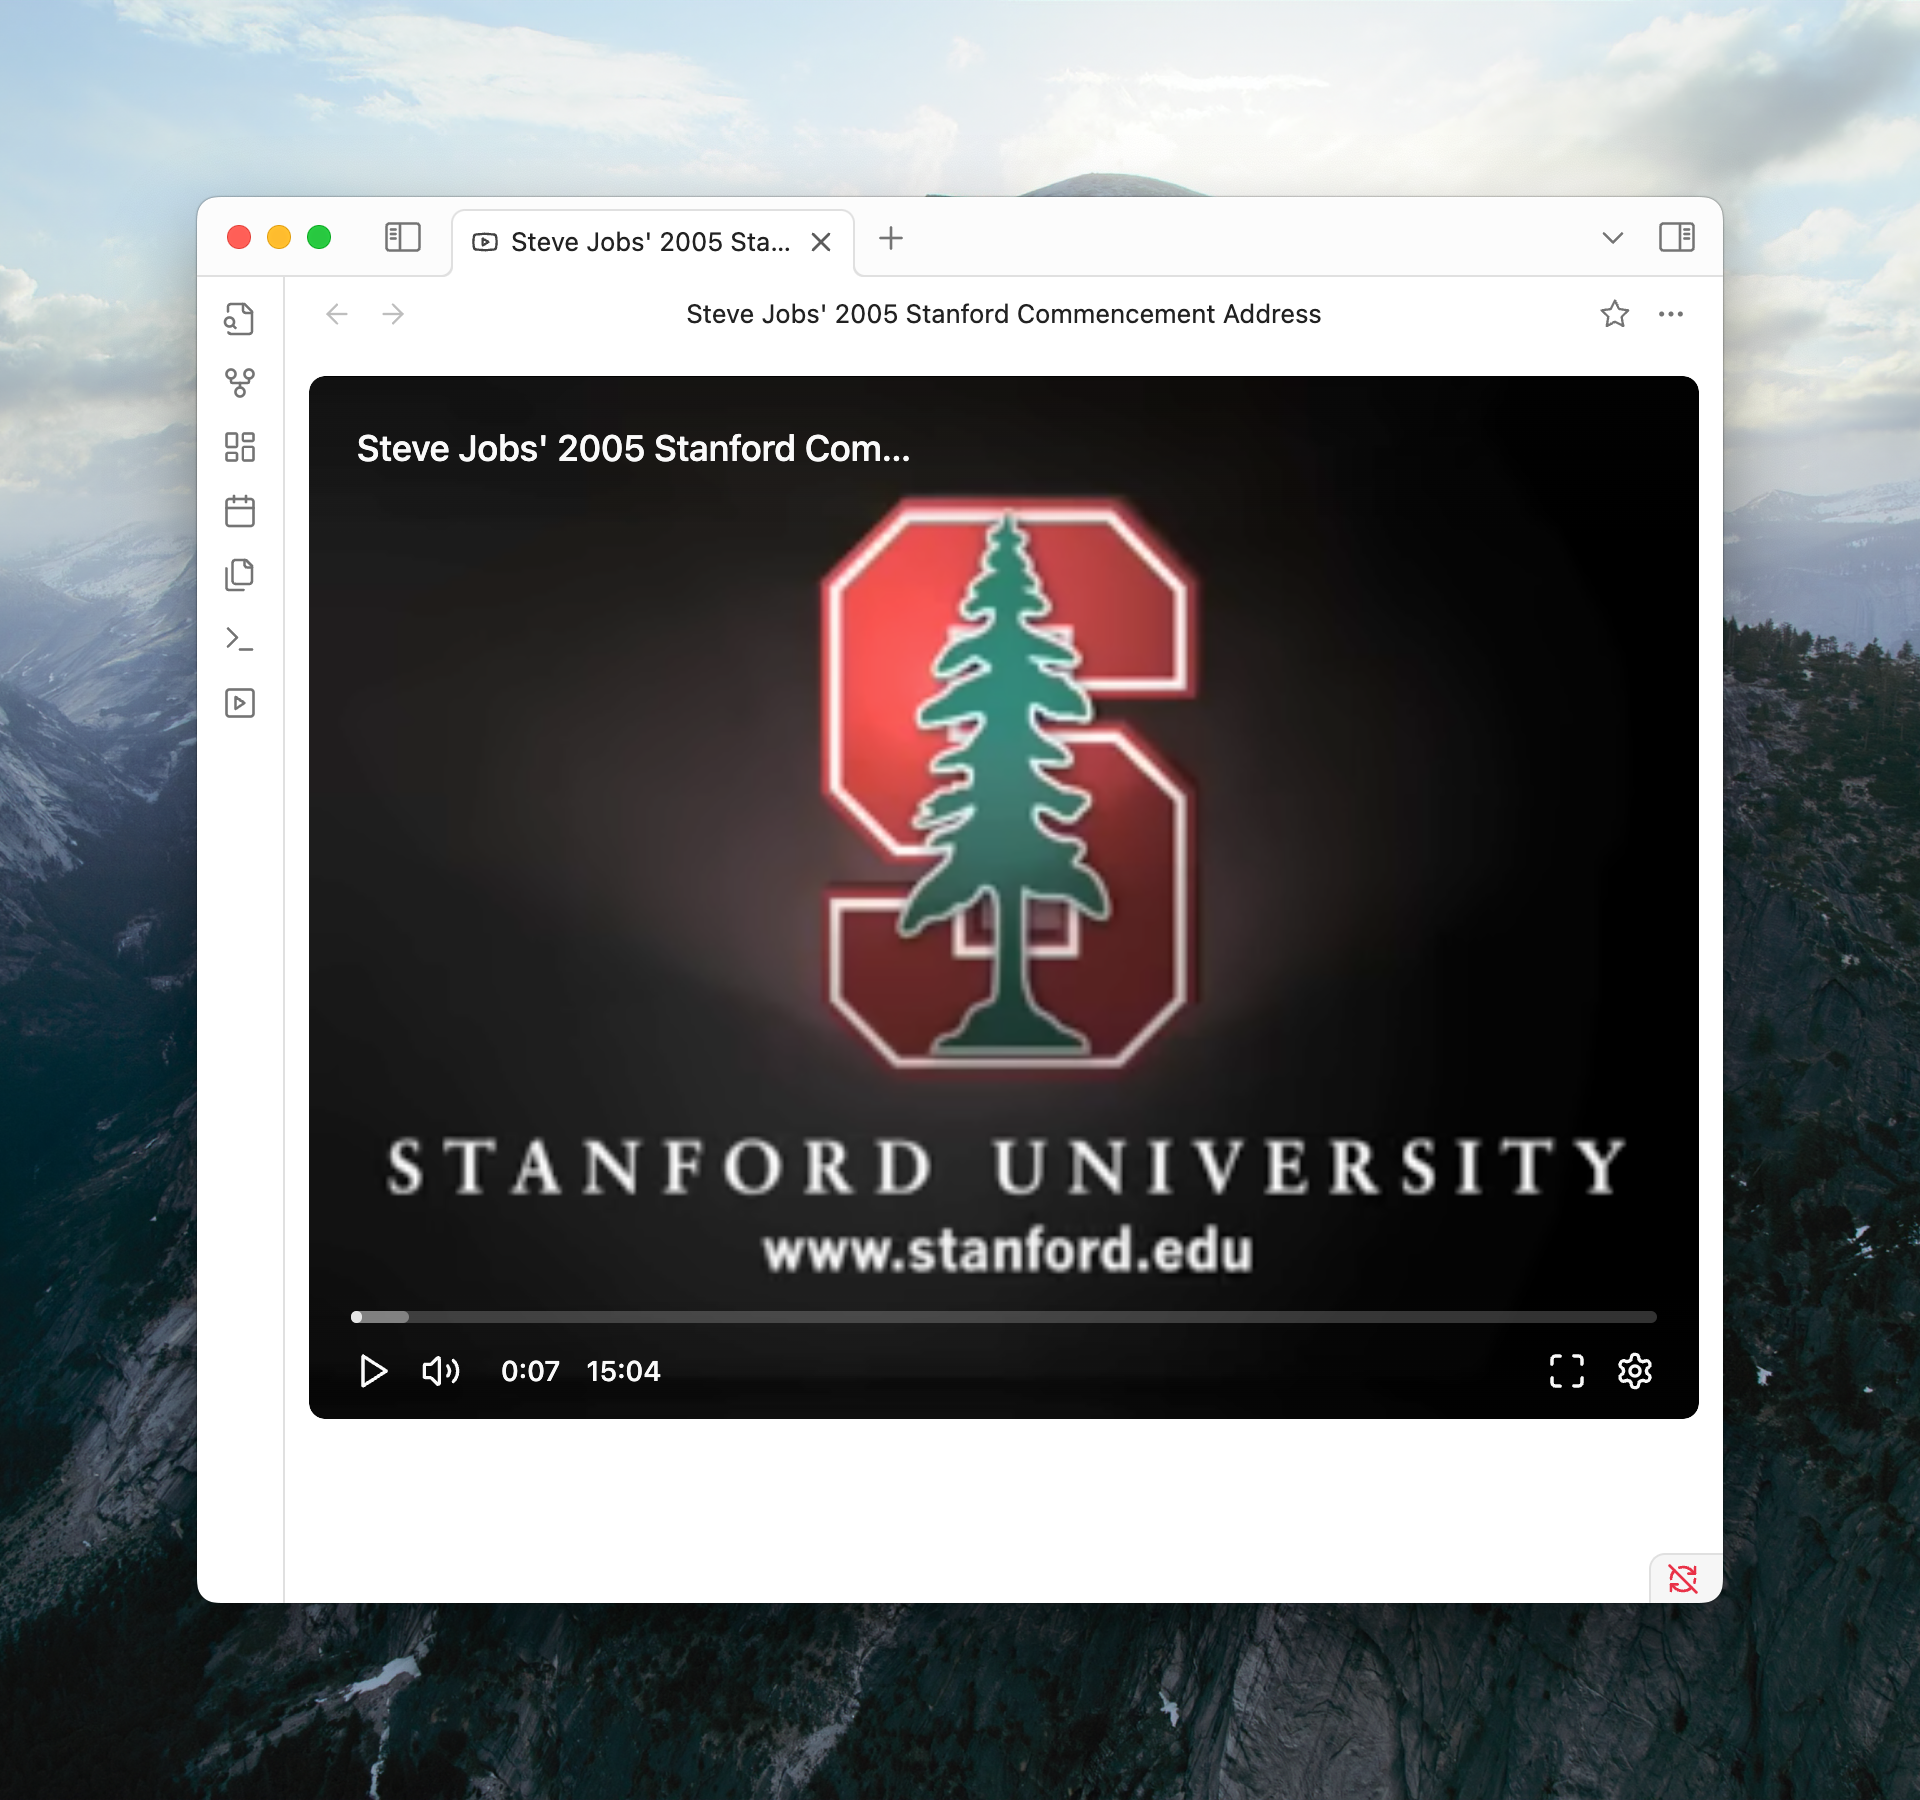 Steve Jobs' 2005 Sta...
Steve Jobs' 2005 Stanford Commencement Address
Steve Jobs' 2005 Stanford Com...
STANFORD UNIVERSITY
www.stanford.edu
0:07 15:04